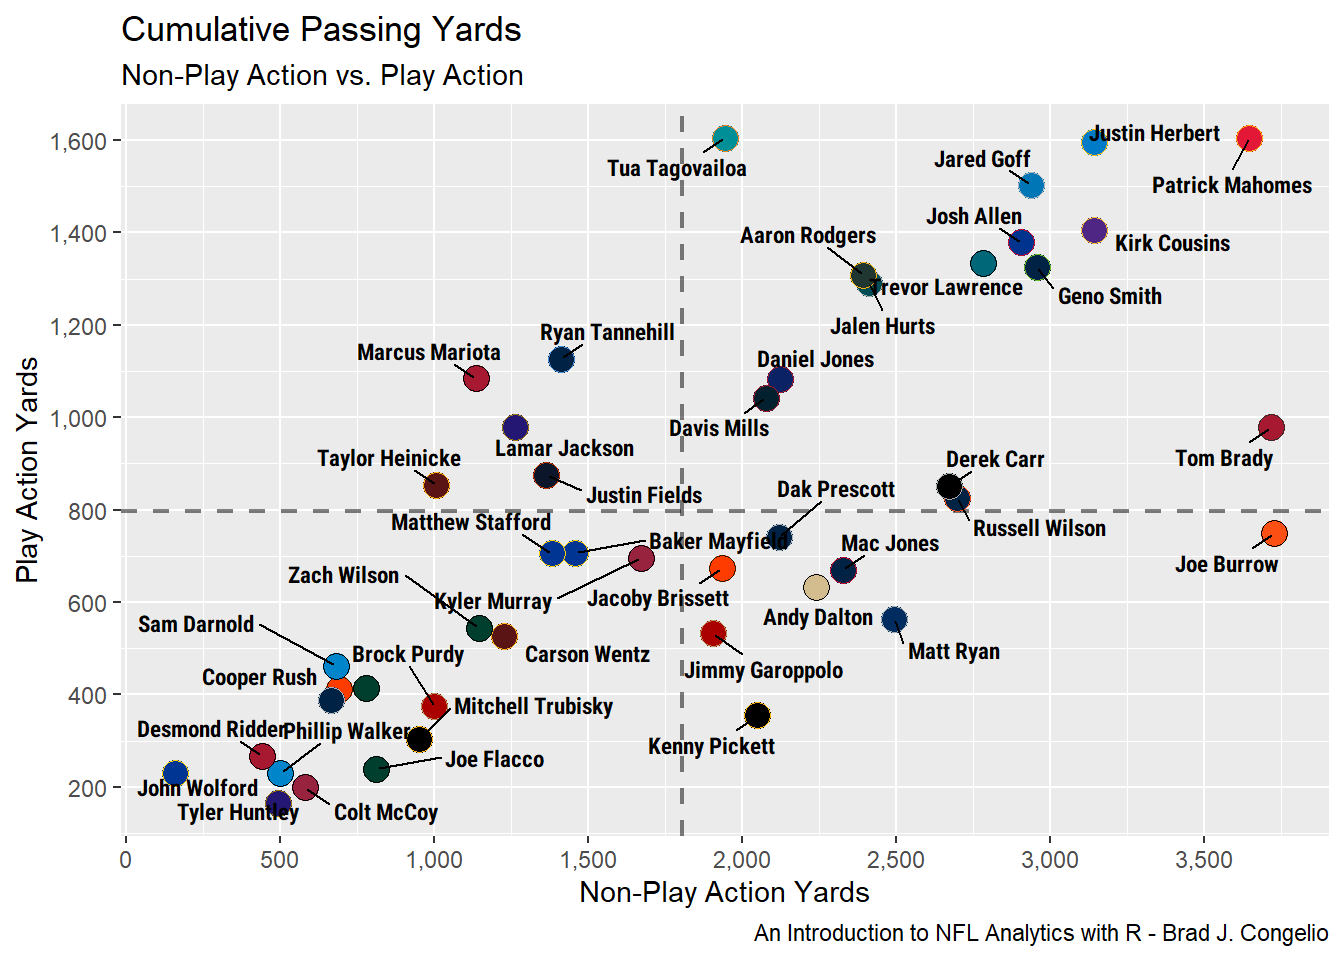 Cumulative Passing Yards
Non-Play Action vs. Play Action
Play Action Yards
1,600
1,400
1,200
1,000
800
600
400
200
Justin Herbert
Jared Goff
Tua Tagovailoa
Patrick Mahomes
Josh Allen
Aaron Rodgers
Kirk Cousins
Trevor Lawrence
Geno Smith
Jalen Hurts
Ryan Tannehill
Marcus Mariota
Daniel Jones
Davis Mills
Lamar Jackson
Taylor Heinicke
Tom Brady
Derek Carr
Justin Fields
Dak Prescott
Matthew Stafford
Russell Wilson
Baker Mayfield
Mac Jones
Joe Burrow
Zach Wilson
Kyler Murray
Jacoby Brissett
Andy Dalton
Sam Darnold
Brock Purdy
Carson Wentz
Matt Ryan
Jimmy Garoppolo
Cooper Rush
Mitchell Trubisky
Desmond Ridder
Phillip Walker
Kenny Pickett
Joe Flacco
John Wolford
Tyler Huntley
Colt McCoy
0
500
1,000
1,500
2,000
2,500
3,000
3,500
Non-Play Action Yards
An Introduction to NFL Analytics with R - Brad J. Congelio